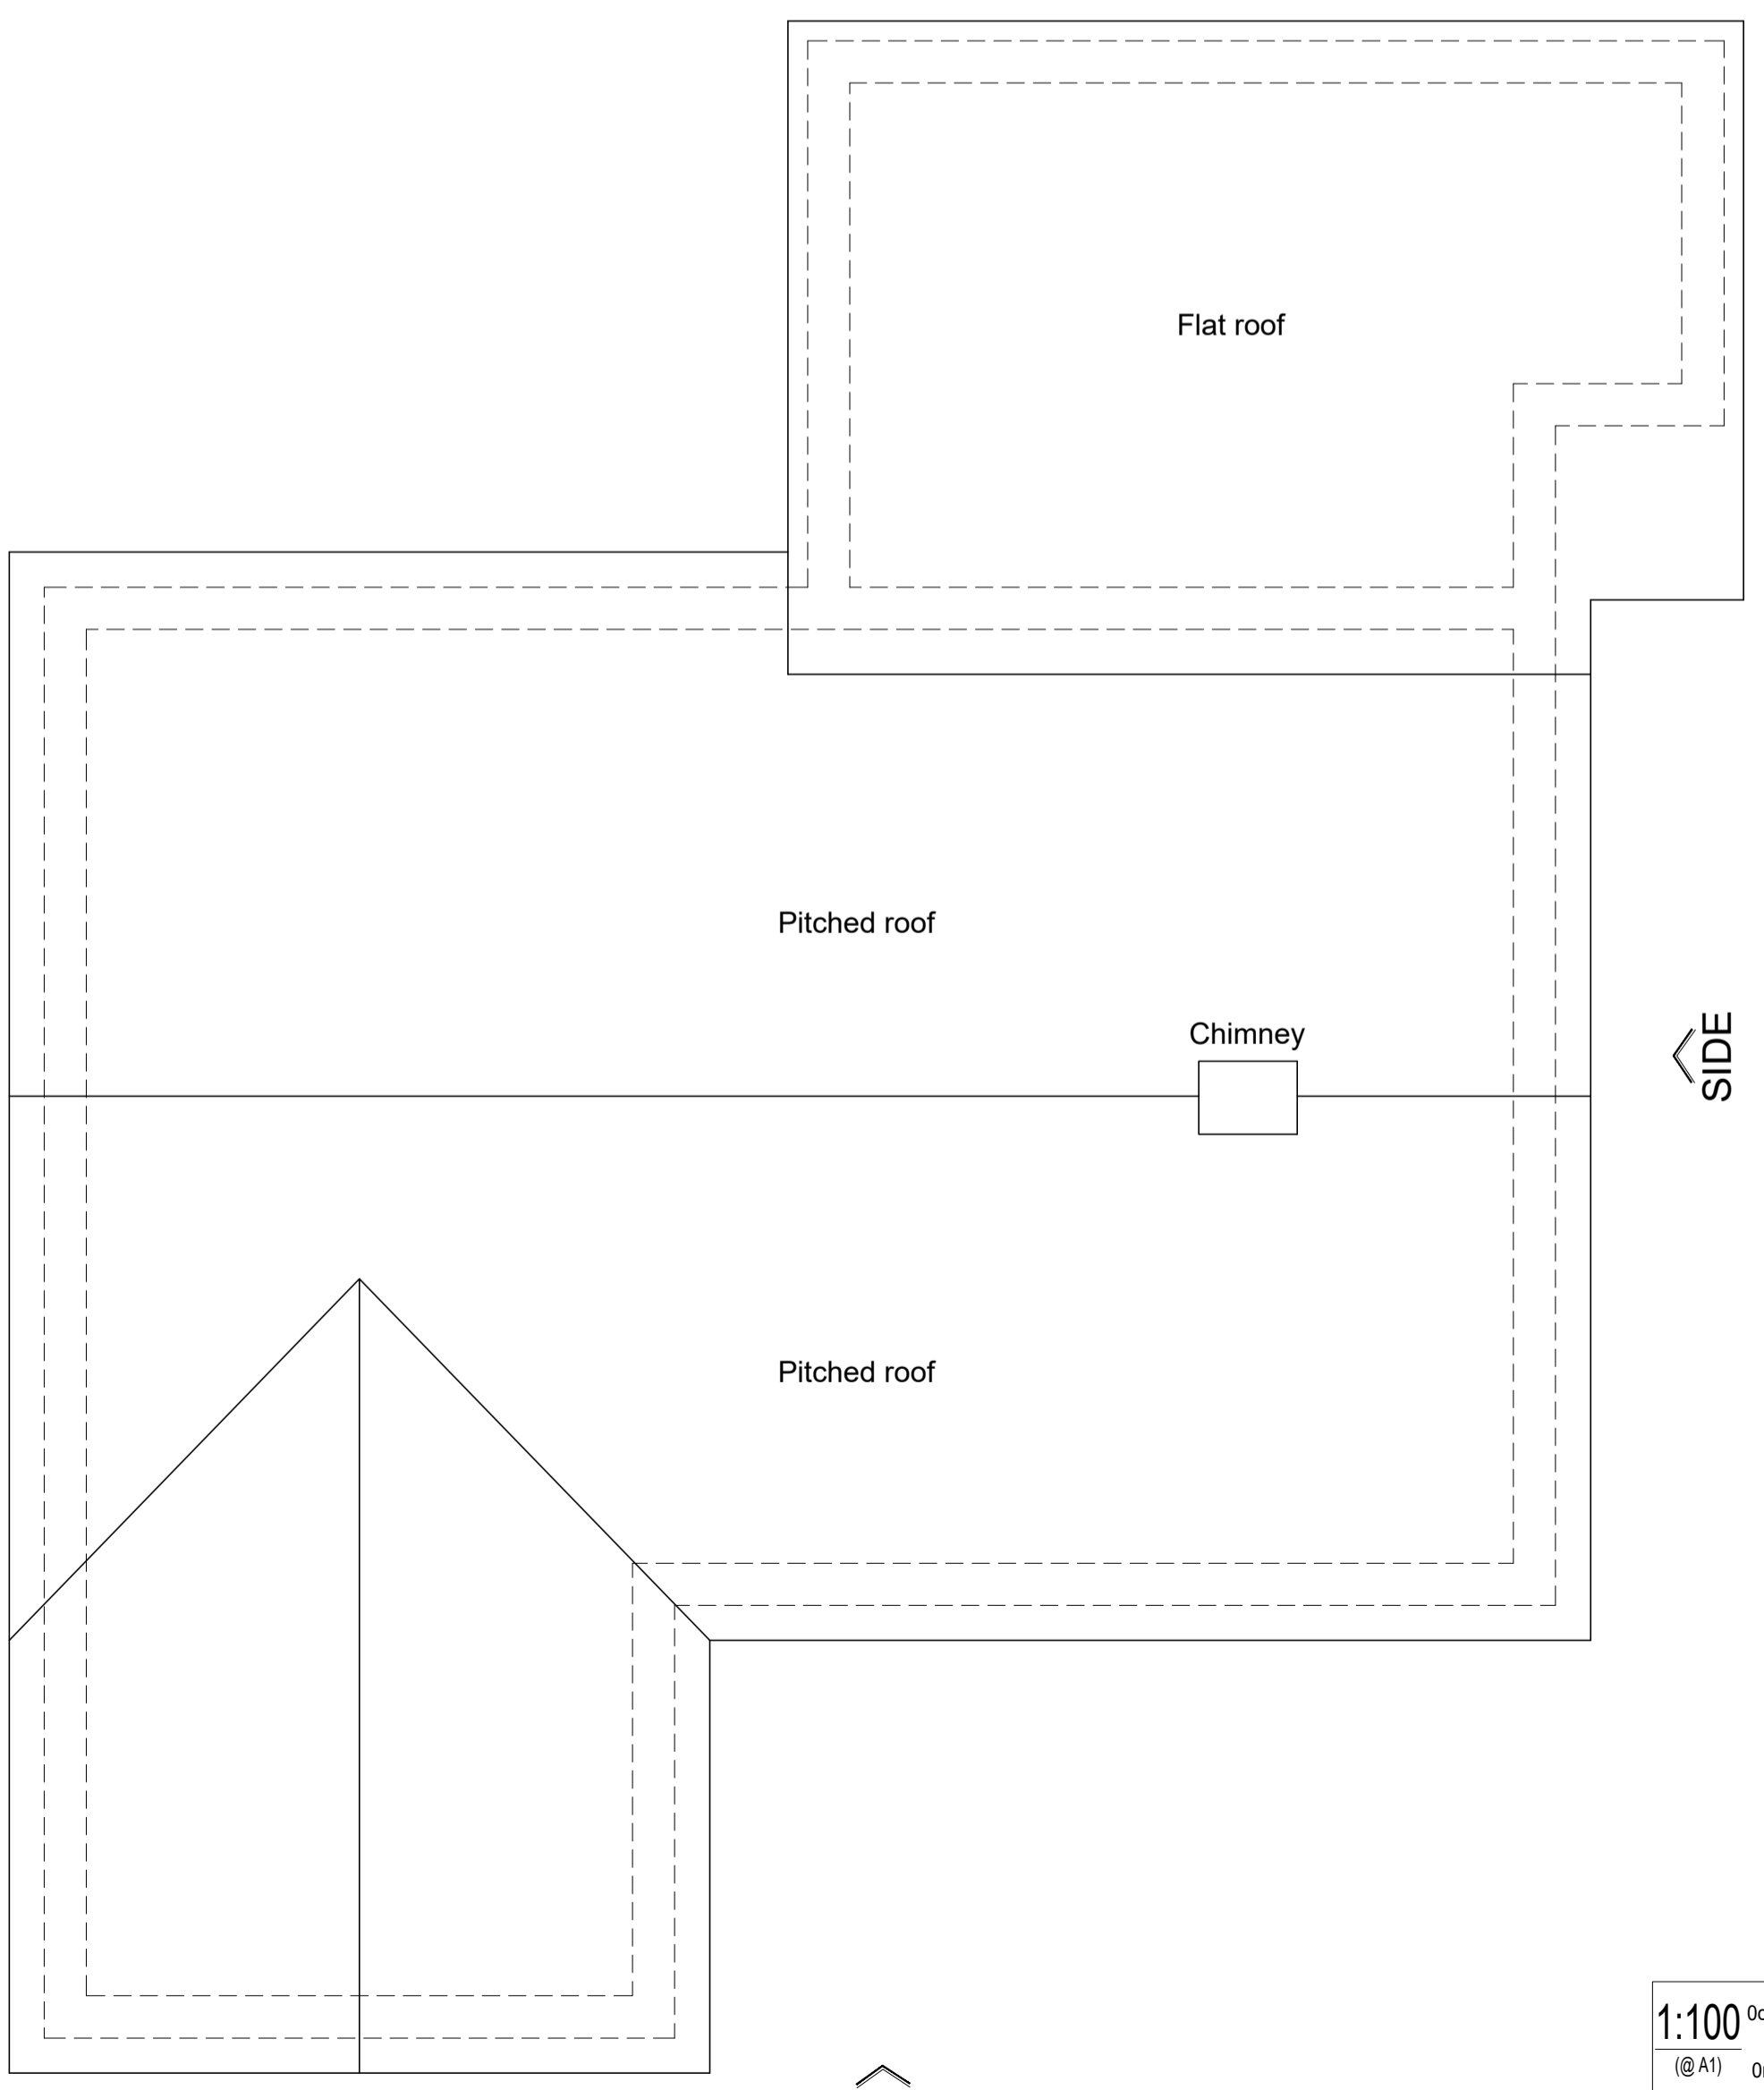 Flat roof
Pitched roof
Chimney
SIDE
Pitched roof
1:100
(@ A1)